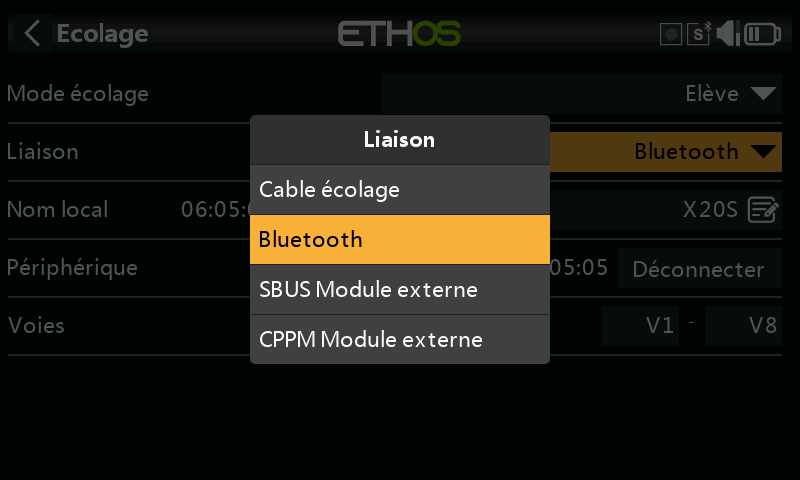 Ecolage
ETHOS
Mode écolage
Elève
Liaison
Liaison
Bluetooth
Cable écolage
Nom local
06:05:
X20S
Bluetooth
Périphérique
05:05
Déconnecter
SBUS Module externe
Voies
V1 - V8
CPPM Module externe